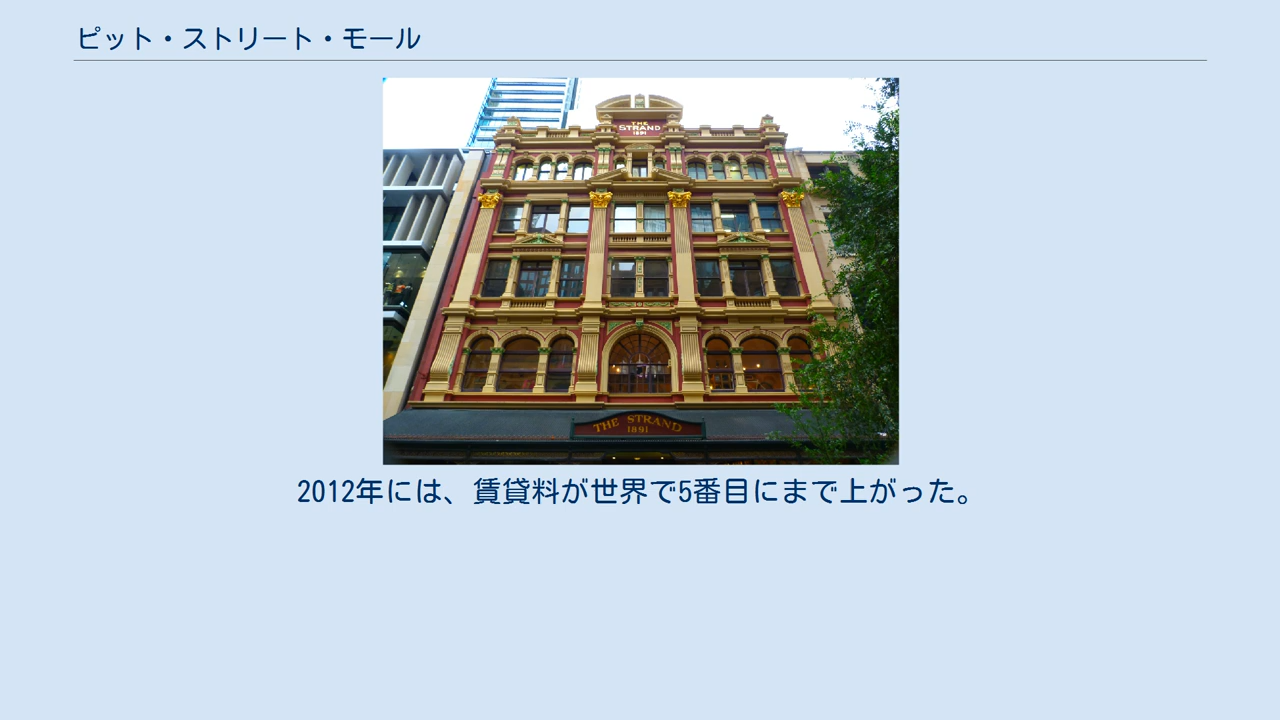 ピット・ストリート・モール
THE
STRAND
1891
THE STRAND
1891
2012年には、賃貸料が世界で5番目にまで上がった。